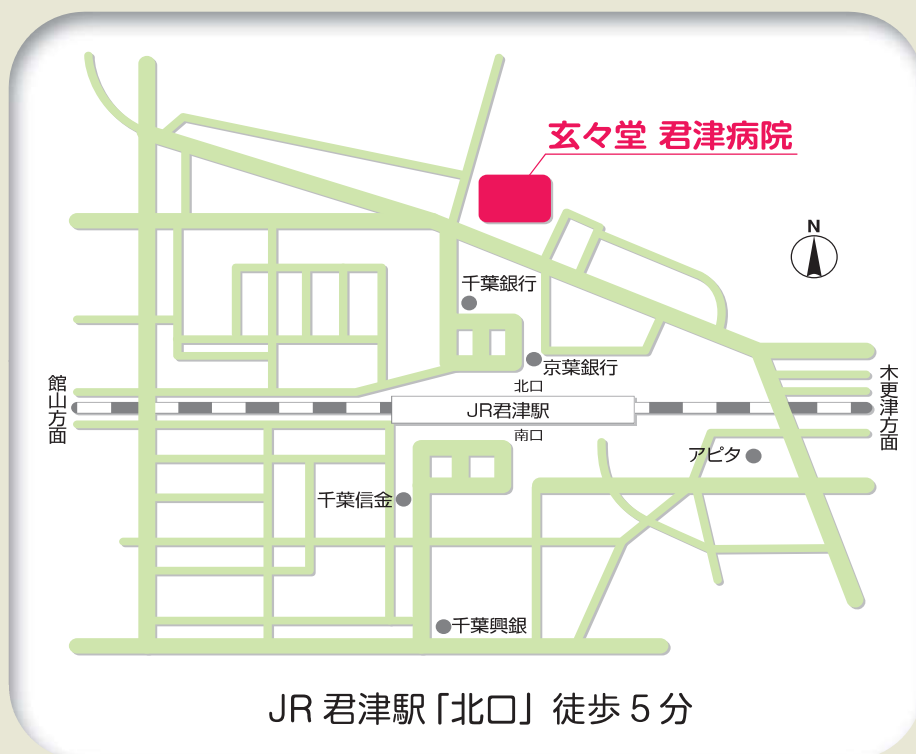 玄々堂 君津病院
N
千葉銀行
京葉銀行
北口
JR君津駅
南口
館山方面
木更津方面
アピタ
千葉信金
千葉興銀
JR 君津駅「北口」徒歩 5 分